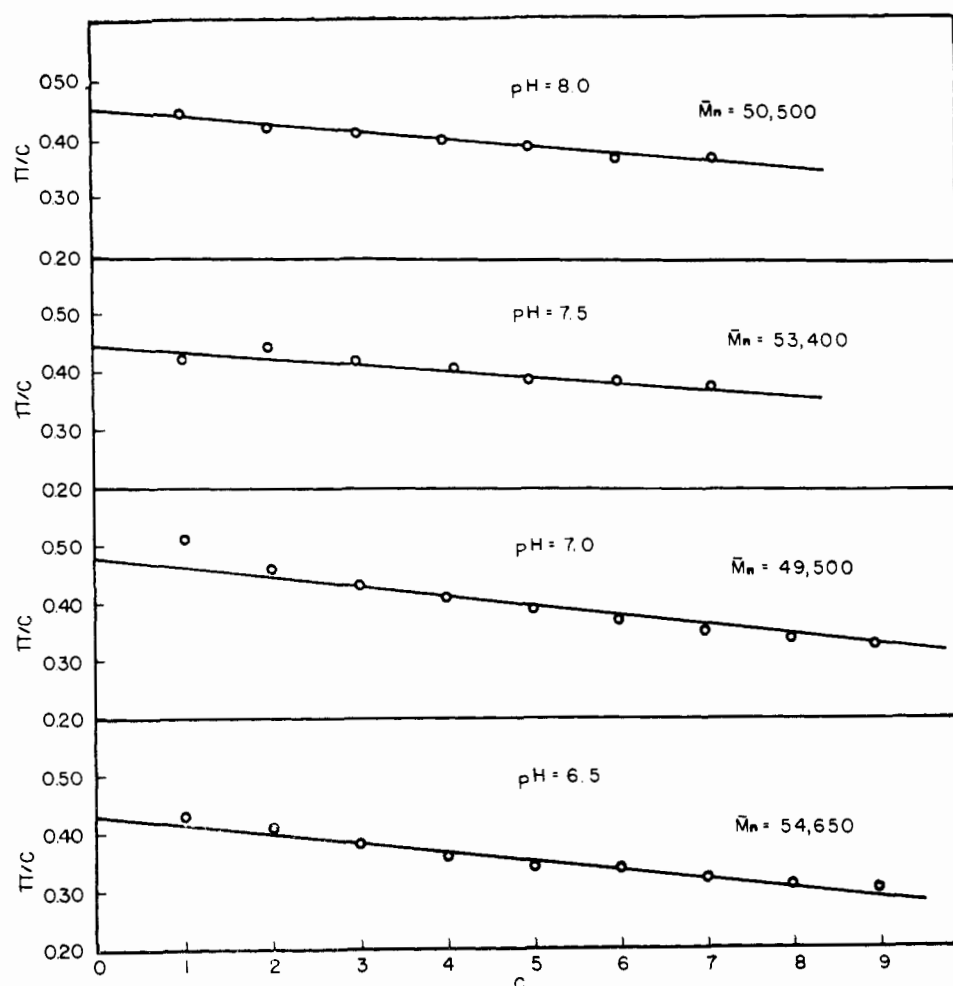 pH = 8.0
M̄n = 50,500
0.50
0.40
0.30
0.20
π/C
pH = 7.5
M̄n = 53,400
0.50
0.40
0.30
0.20
π/C
pH = 7.0
M̄n = 49,500
0.50
0.40
0.30
0.20
π/C
pH = 6.5
M̄n = 54,650
0.50
0.40
0.30
0.20
π/C
0 1 2 3 4 5 6 7 8 9
C